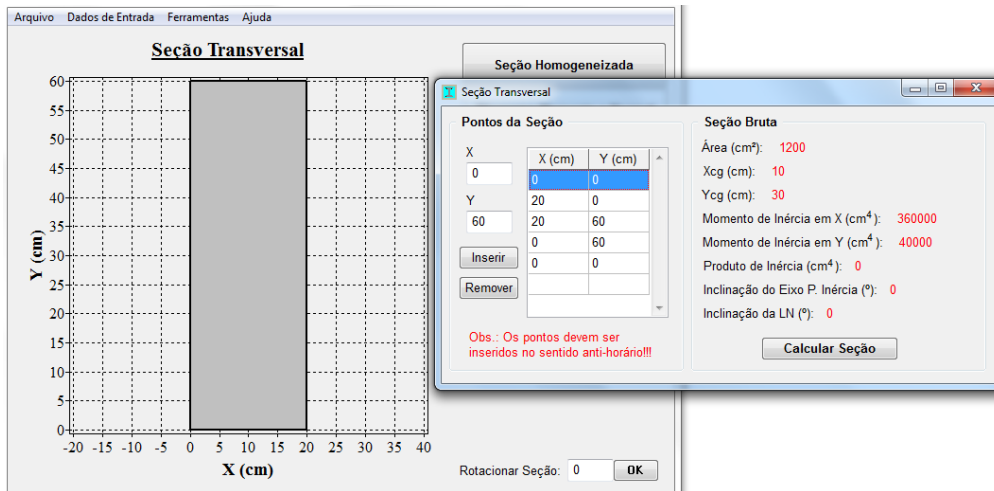 Arquivo Dados de Entrada Ferramentas Ajuda
Seção Transversal
Seção Homogeneizada
60
55
50
45
40
35
30
25
20
15
10
5
0
Y (cm)
-20 -15 -10 -5 0 5 10 15 20 25 30 35 40
X (cm)
Rotacionar Seção: 0 OK
Seção Transversal
Pontos da Seção
X
0
Y
60
Inserir
Remover
X (cm) Y (cm)
0 0
20 0
20 60
0 60
0 0
Obs.: Os pontos devem ser
inseridos no sentido anti-horário!!!
Seção Bruta
Área (cm²): 1200
Xcg (cm): 10
Ycg (cm): 30
Momento de Inércia em X (cm⁴): 360000
Momento de Inércia em Y (cm⁴): 40000
Produto de Inércia (cm⁴): 0
Inclinação do Eixo P. Inércia (º): 0
Inclinação da LN (º): 0
Calcular Seção